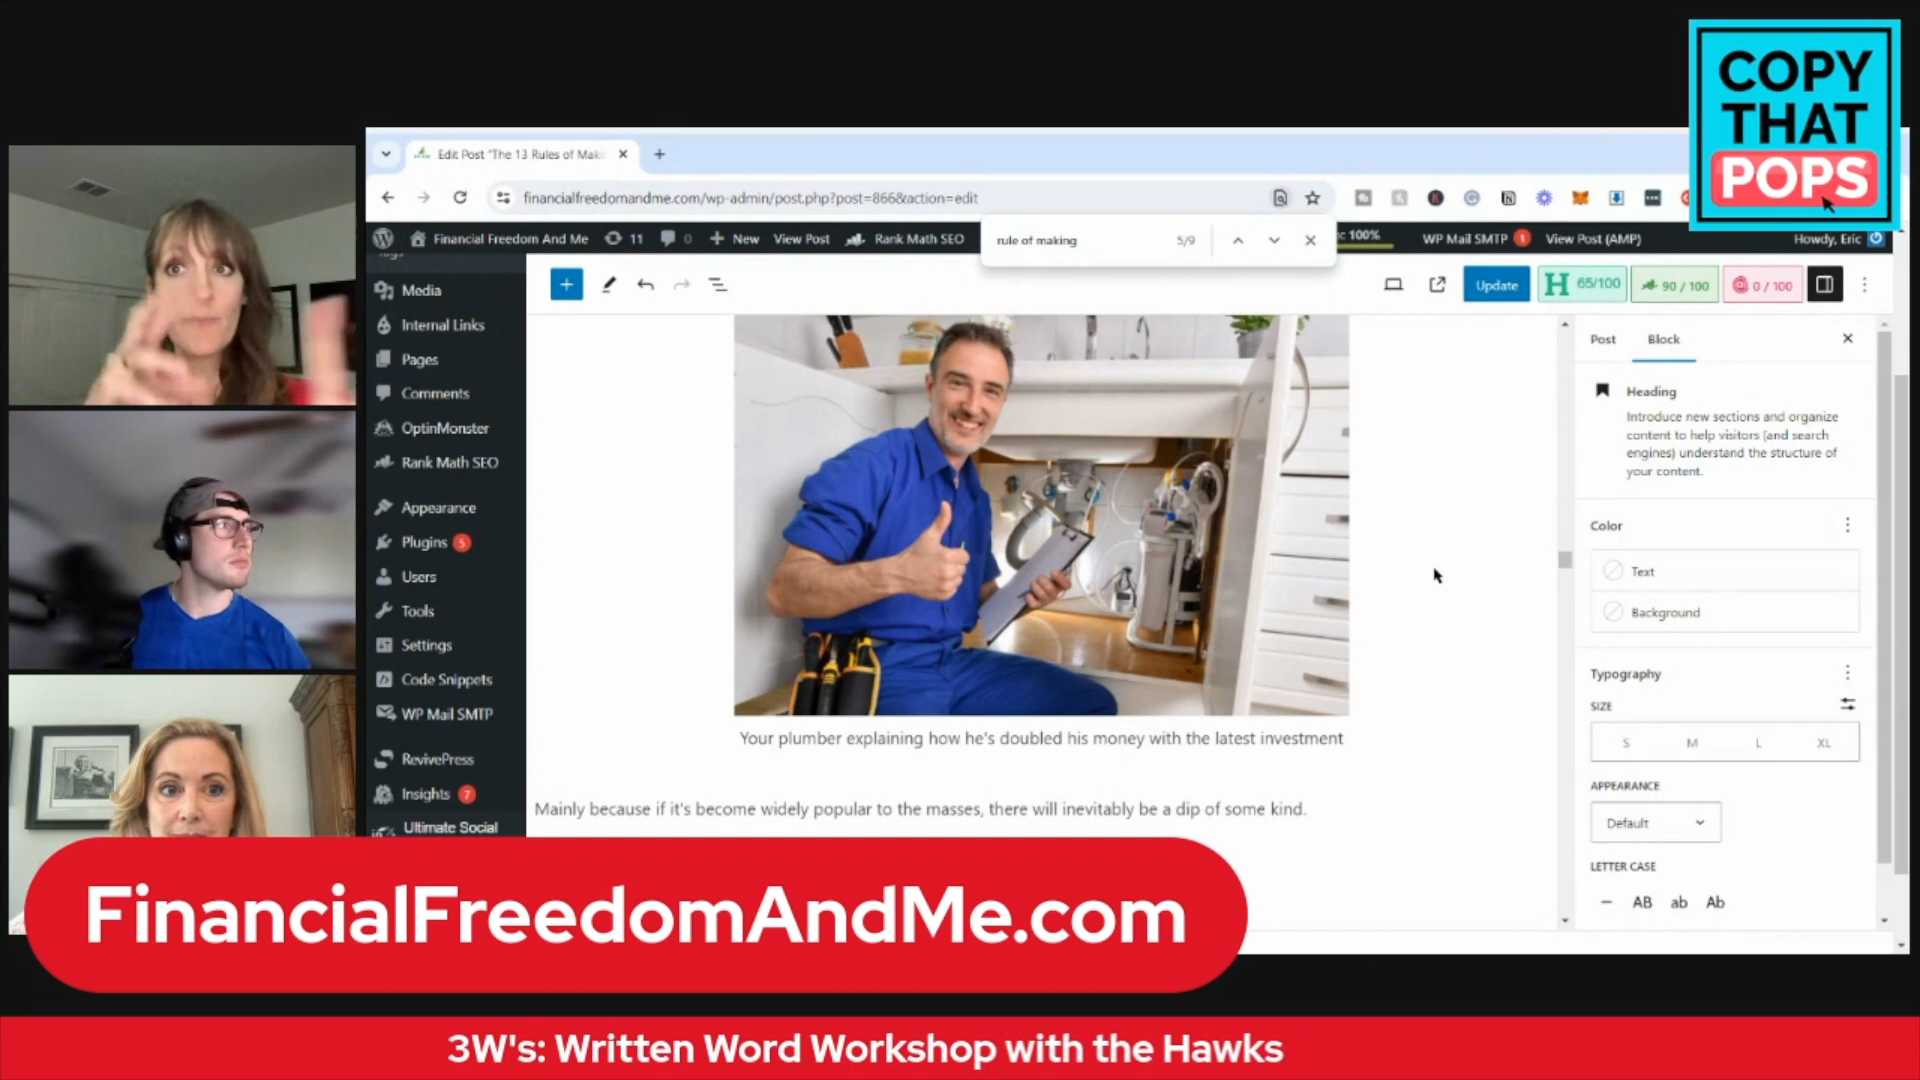 COPY
THAT
POPS
Edit Post "The 13 Rules of Mak
financialfreedomandme.com/wp-admin/post.php?post=866&action=edit
Financial Freedom And Me
11
0
New
View Post
Rank Math SEO
rule of making
5/9
100%
WP Mail SMTP
1
View Post (AMP)
Howdy, Eric
Media
Internal Links
Pages
Comments
OptinMonster
Rank Math SEO
Appearance
Plugins 5
Users
Tools
Settings
Code Snippets
WP Mail SMTP
RevivePress
Insights 7
Ultimate Social
Update
H 65/100
90 / 100
0 / 100
Your plumber explaining how he's doubled his money with the latest investment
Mainly because if it's become widely popular to the masses, there will inevitably be a dip of some kind.
Post
Block
Heading
Introduce new sections and organize
content to help visitors (and search
engines) understand the structure of
your content.
Color
Text
Background
Typography
SIZE
S M L XL
APPEARANCE
Default
LETTER CASE
— AB ab Ab
FinancialFreedomAndMe.com
3W's: Written Word Workshop with the Hawks